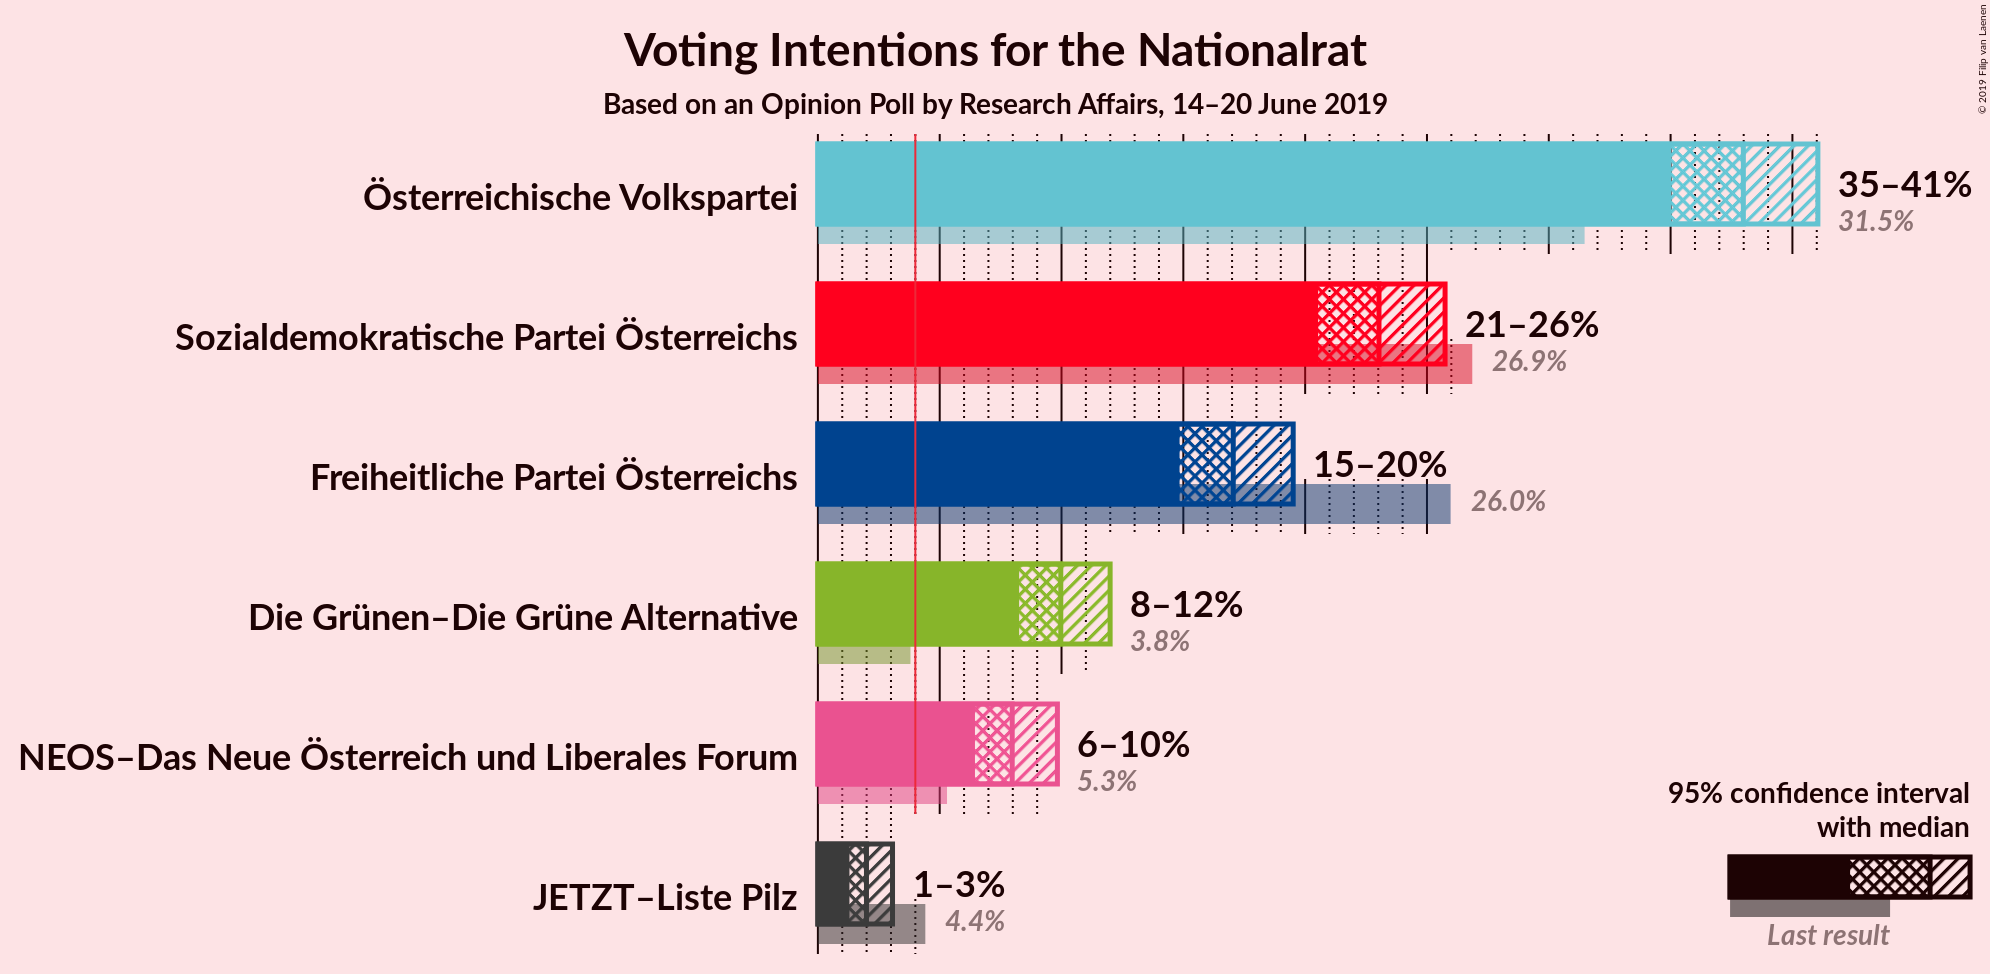 Voting Intentions for the Nationalrat
Based on an Opinion Poll by Research Affairs, 14–20 June 2019
© 2019 Filip van Laenen
Österreichische Volkspartei
35–41%
31.5%
Sozialdemokratische Partei Österreichs
21–26%
26.9%
Freiheitliche Partei Österreichs
15–20%
26.0%
Die Grünen–Die Grüne Alternative
8–12%
3.8%
NEOS–Das Neue Österreich und Liberales Forum
6–10%
5.3%
JETZT–Liste Pilz
1–3%
4.4%
95% confidence interval
with median
Last result